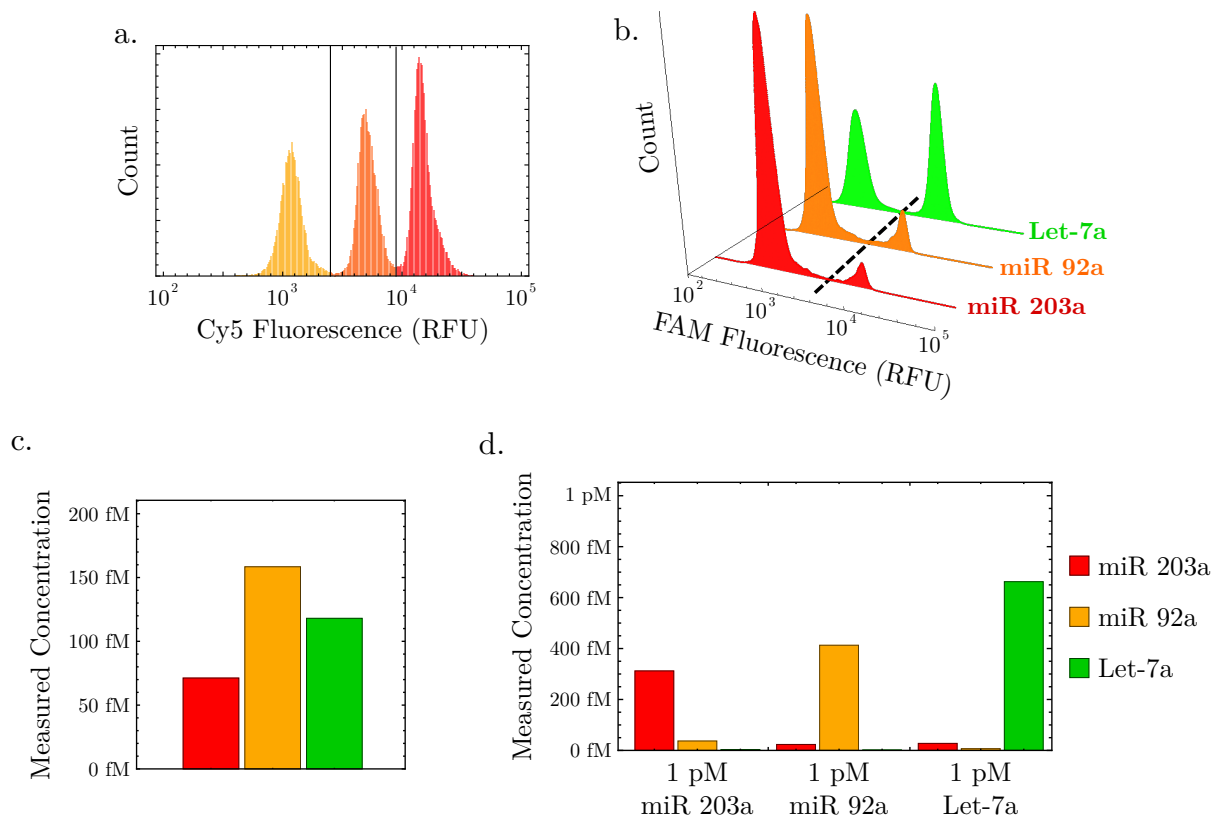 a.
Count
10^2 10^3 10^4 10^5
Cy5 Fluorescence (RFU)
b.
Count
Let-7a
miR 92a
miR 203a
10^2 10^3 10^4 10^5
FAM Fluorescence (RFU)
c.
Measured Concentration
200 fM
150 fM
100 fM
50 fM
0 fM
d.
Measured Concentration
1 pM
800 fM
600 fM
400 fM
200 fM
0 fM
1 pM 1 pM 1 pM
miR 203a miR 92a Let-7a
miR 203a
miR 92a
Let-7a